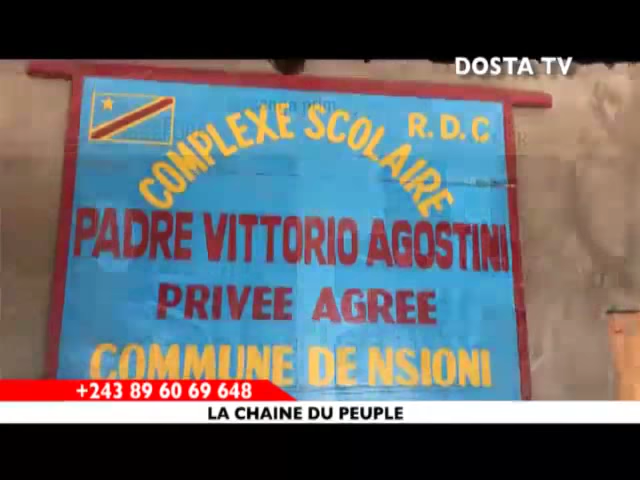 DOSTA TV
R.D.C
COMPLEXE SCOLAIRE
PADRE VITTORIO AGOSTINI
PRIVEE AGREE
COMMUNE DE NSIONI
+243 89 60 69 648
LA CHAINE DU PEUPLE